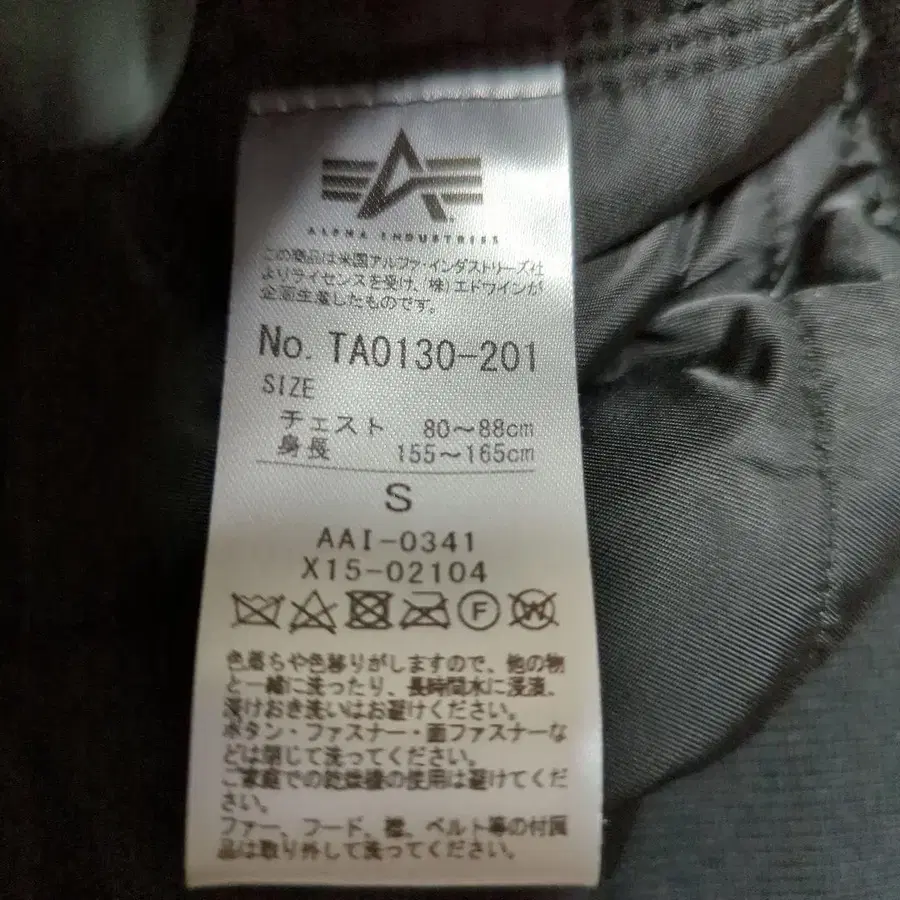 ALPHA INDUSTRIES
この商品は米国アルファ・インダストリーズ社
よりライセンスを受け、株)エドウインが
企画生産したものです。
No. TA0130-201
SIZE
チェスト 80〜88cm
身長 155〜165cm
S
AAI-0341
X15-02104
F W
色落ちや色移りがしますので、他の物
と一緒に洗ったり、長時間水に浸漬、
浸けおき洗いはお避けください。
ボタン・ファスナー・面ファスナーな
どは閉じて洗ってください。
ご家庭での乾燥機の使用は避けてくだ
さい。
ファー、フード、襟、ベルト等の付属
品は取り外して洗ってください。